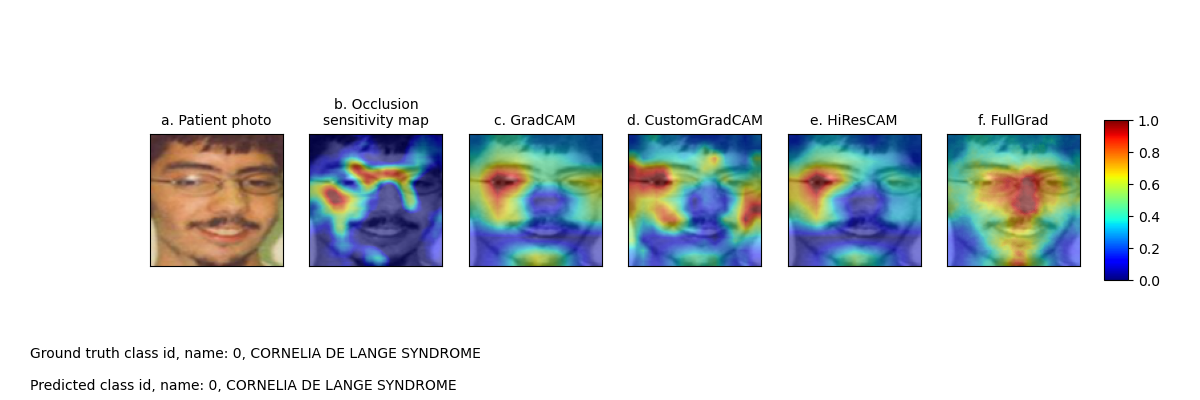 a. Patient photo
b. Occlusion
sensitivity map
c. GradCAM
d. CustomGradCAM
e. HiResCAM
f. FullGrad
1.0
0.8
0.6
0.4
0.2
0.0
Ground truth class id, name: 0, CORNELIA DE LANGE SYNDROME
Predicted class id, name: 0, CORNELIA DE LANGE SYNDROME